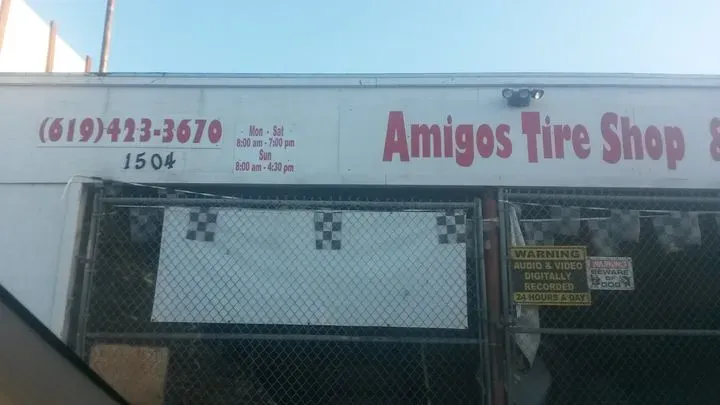 (619)423-3670
1504
Mon - Sat
8:00 am - 7:00 pm
Sun
8:00 am - 4:30 pm
Amigos Tire Shop &
WARNING
AUDIO & VIDEO
DIGITALLY
RECORDED
24 HOURS A DAY
WARNING
BEWARE OF
DOG